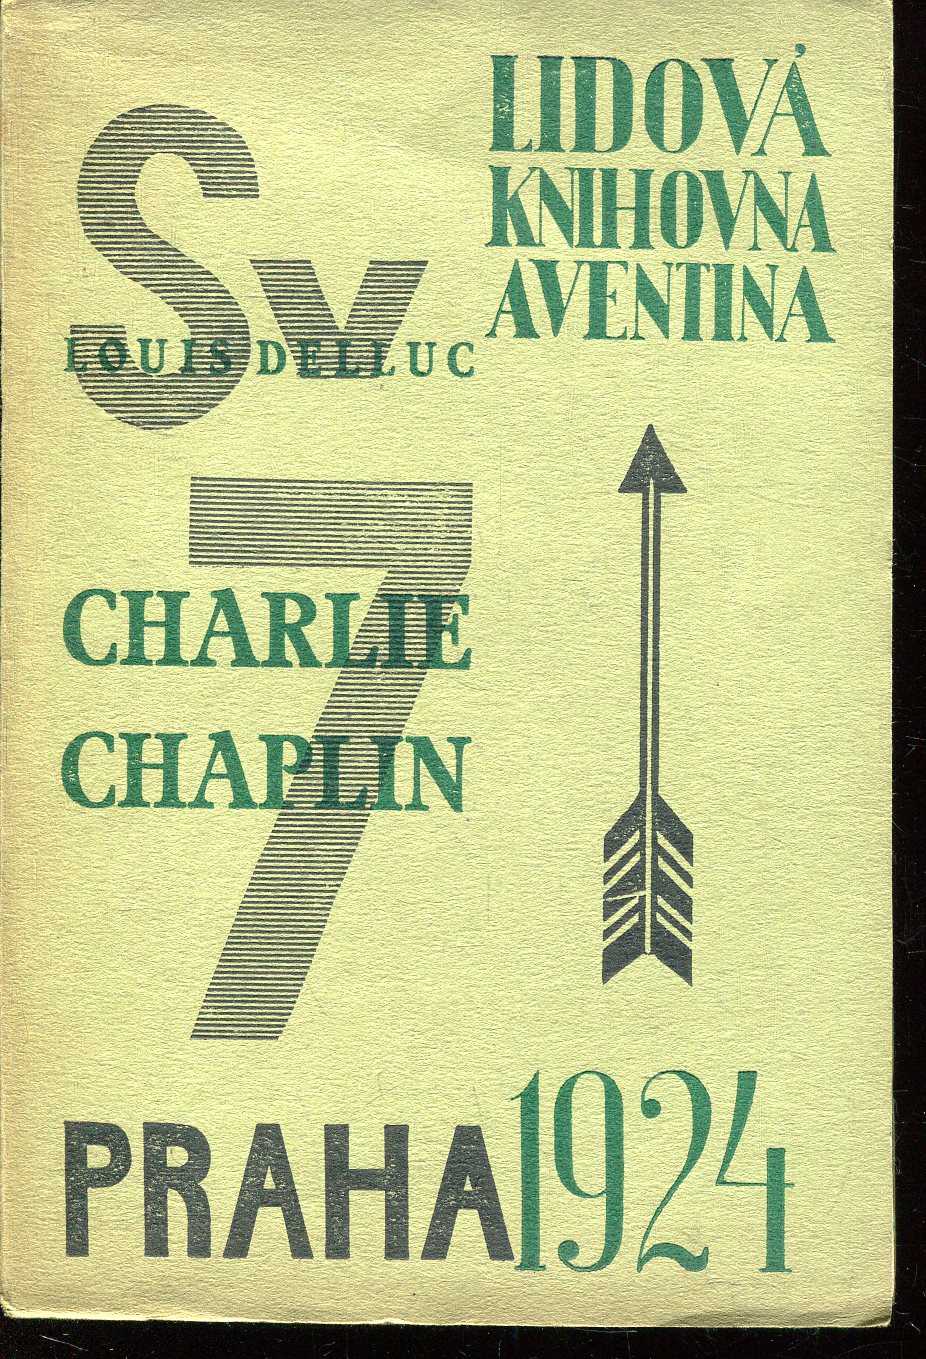 LIDOVÁ
KNIHOVNA
AVENTINA
Sv
LOUIS DELLUC
7
CHARLIE
CHAPLIN
PRAHA 1924